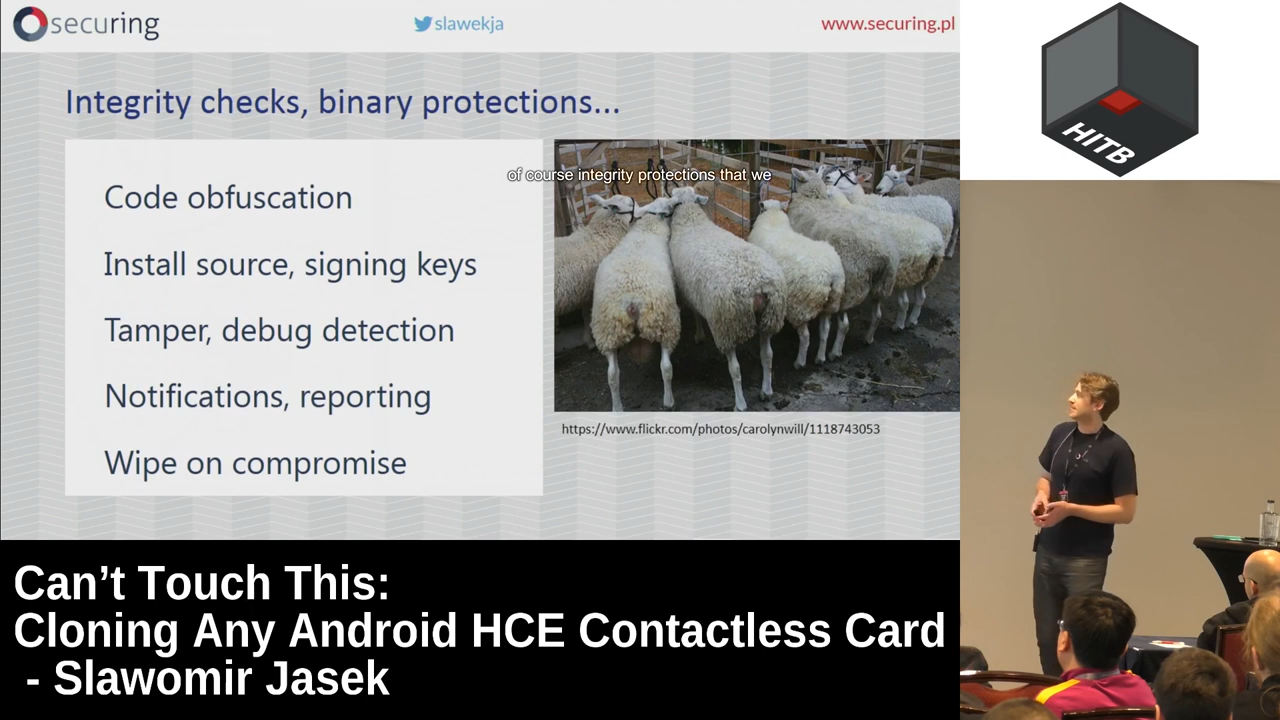 securing
slawekja
www.securing.pl
Integrity checks, binary protections...
of course integrity protections that we
Code obfuscation
Install source, signing keys
Tamper, debug detection
Notifications, reporting
Wipe on compromise
https://www.flickr.com/photos/carolynwill/1118743053
HITB
Can’t Touch This:
Cloning Any Android HCE Contactless Card
- Slawomir Jasek